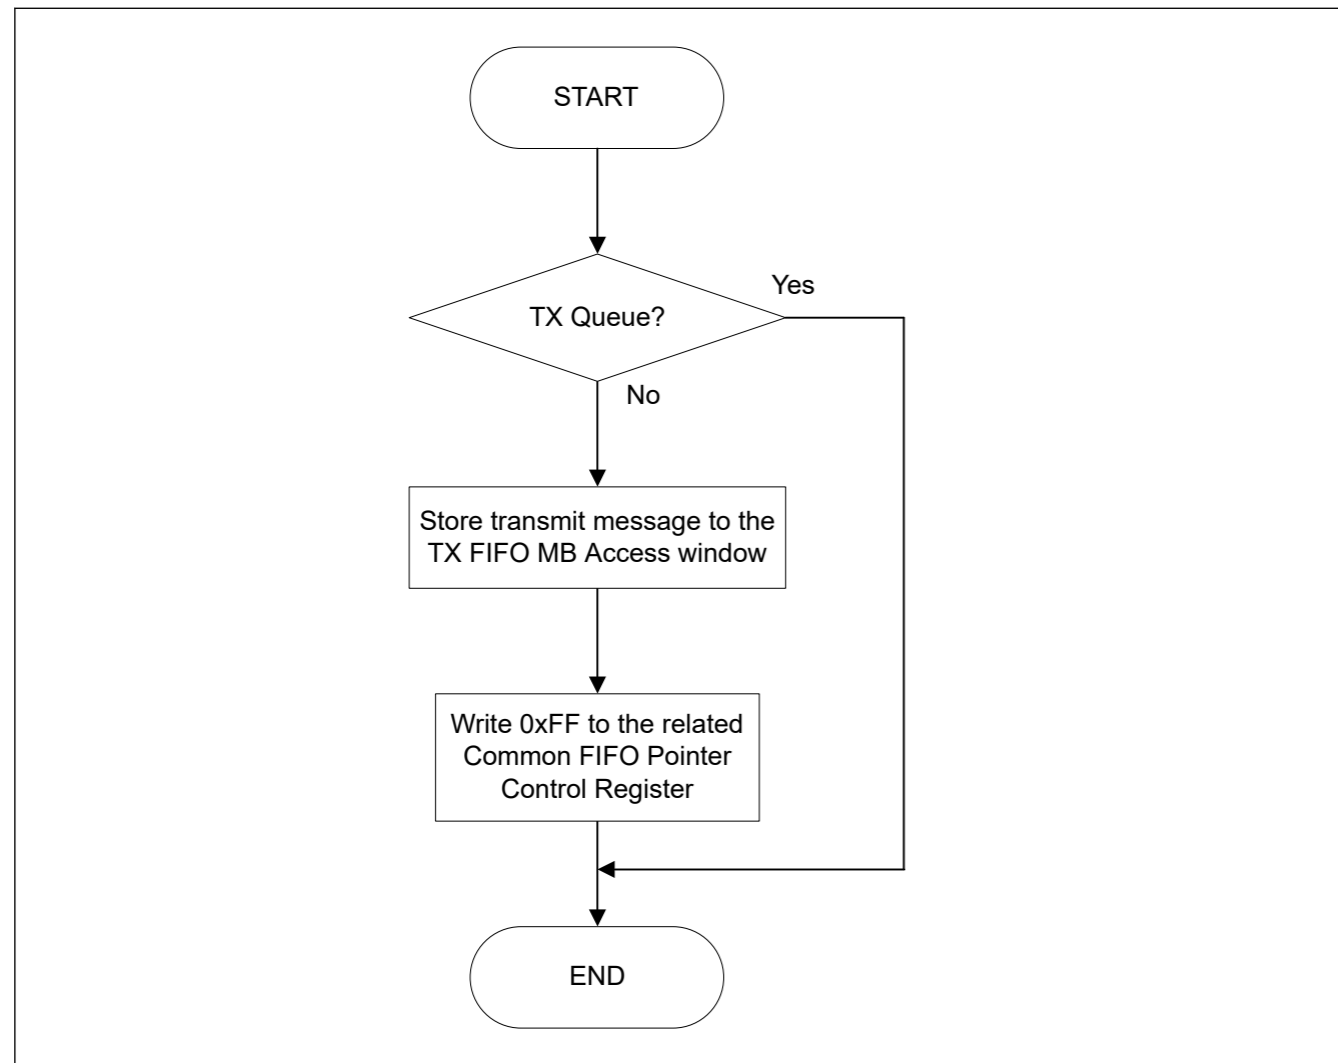 START
TX Queue?
Yes
No
Store transmit message to the
TX FIFO MB Access window
Write 0xFF to the related
Common FIFO Pointer
Control Register
END